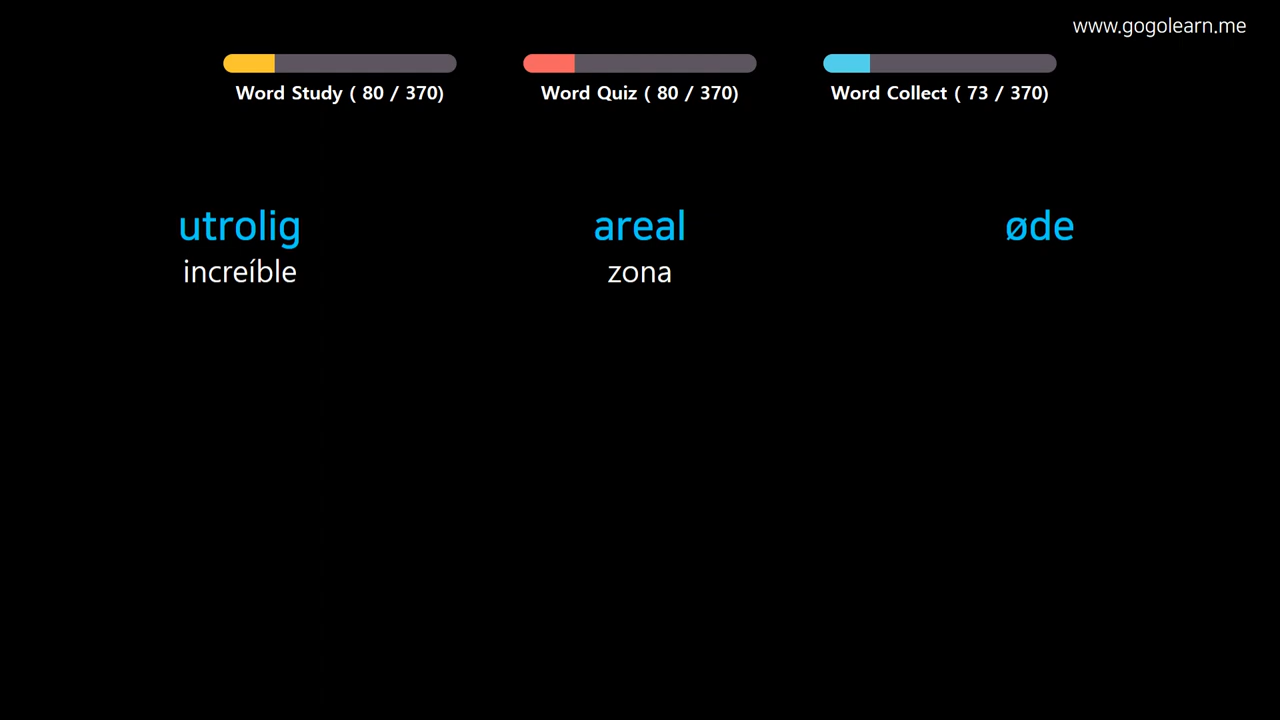 www.gogolearn.me
Word Study ( 80 / 370)
Word Quiz ( 80 / 370)
Word Collect ( 73 / 370)
utrolig
increíble
areal
zona
øde